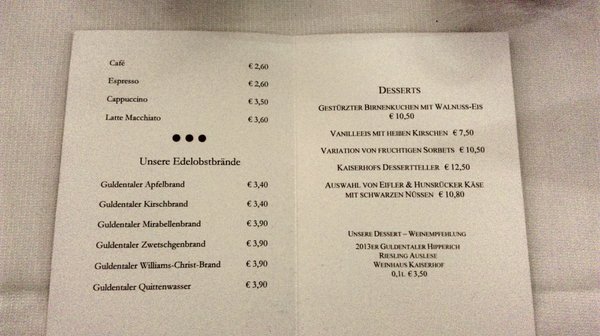 Café € 2,60
Espresso € 2,60
Cappuccino € 3,50
Latte Macchiato € 3,60
Unsere Edelobstbrände
Guldentaler Apfelbrand € 3,40
Guldentaler Kirschbrand € 3,40
Guldentaler Mirabellenbrand € 3,90
Guldentaler Zwetschgenbrand € 3,90
Guldentaler Williams-Christ-Brand € 3,90
Guldentaler Quittenwasser € 3,90
DESSERTS
GESTÜRZTER BIRNENKUCHEN MIT WALNUSS-EIS
€ 10,50
VANILLEEIS MIT HEIßEN KIRSCHEN € 7,50
VARIATION VON FRUCHTIGEN SORBETS € 10,50
KAISERHOFS DESSERTTELLER € 12,50
AUSWAHL VON EIFLER & HUNSRÜCKER KÄSE
MIT SCHWARZEN NÜSSEN € 10,80
UNSERE DESSERT – WEINEMPFEHLUNG
2013ER GULDENTALER HIPPERICH
RIESLING AUSLESE
WEINHAUS KAISERHOF
0,1L € 3,50